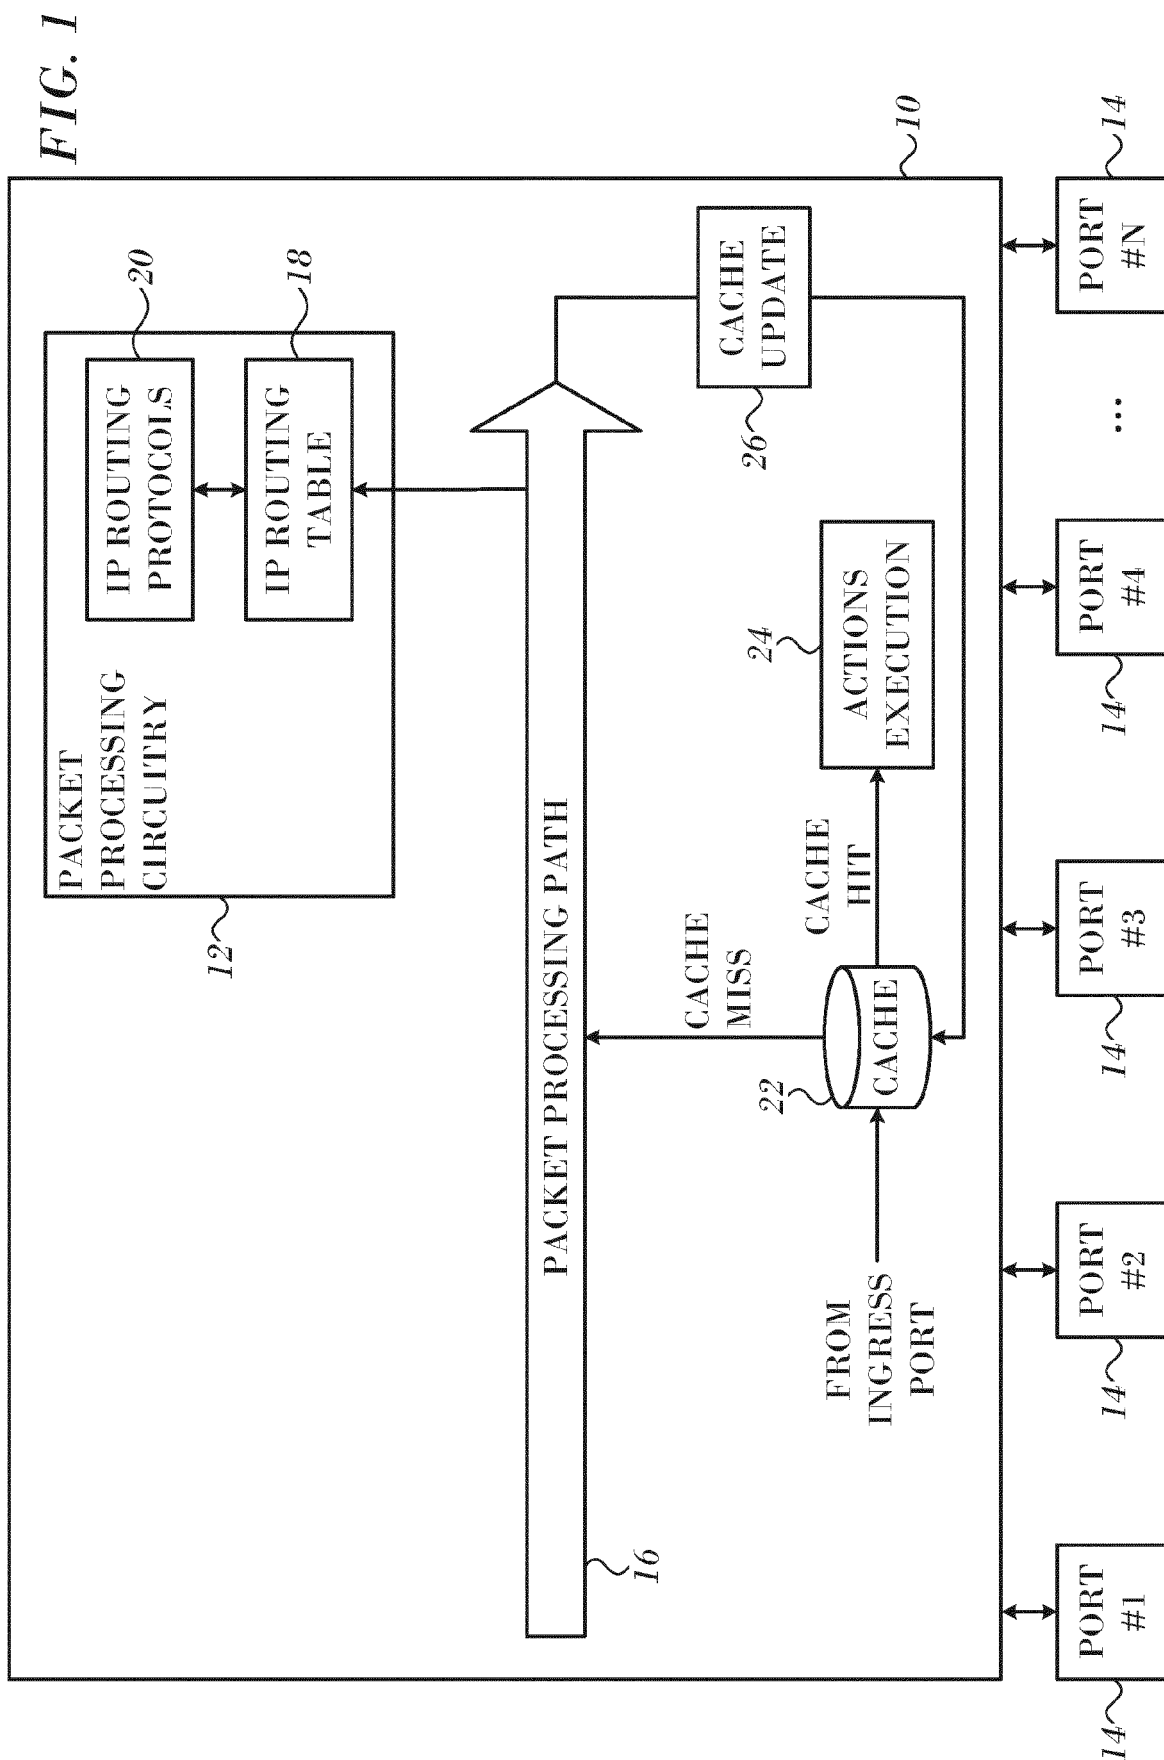 FIG. 1
20
18
IP ROUTING
PROTOCOLS
IP ROUTING
TABLE
PACKET
PROCESSING
CIRCUITRY
12
PACKET PROCESSING PATH
16
CACHE
UPDATE
26
10
CACHE
MISS
CACHE
HIT
24
ACTIONS
EXECUTION
22
CACHE
FROM
INGRESS
PORT
PORT
#1
14
PORT
#2
14
PORT
#3
14
PORT
#4
14
...
PORT
#N
14